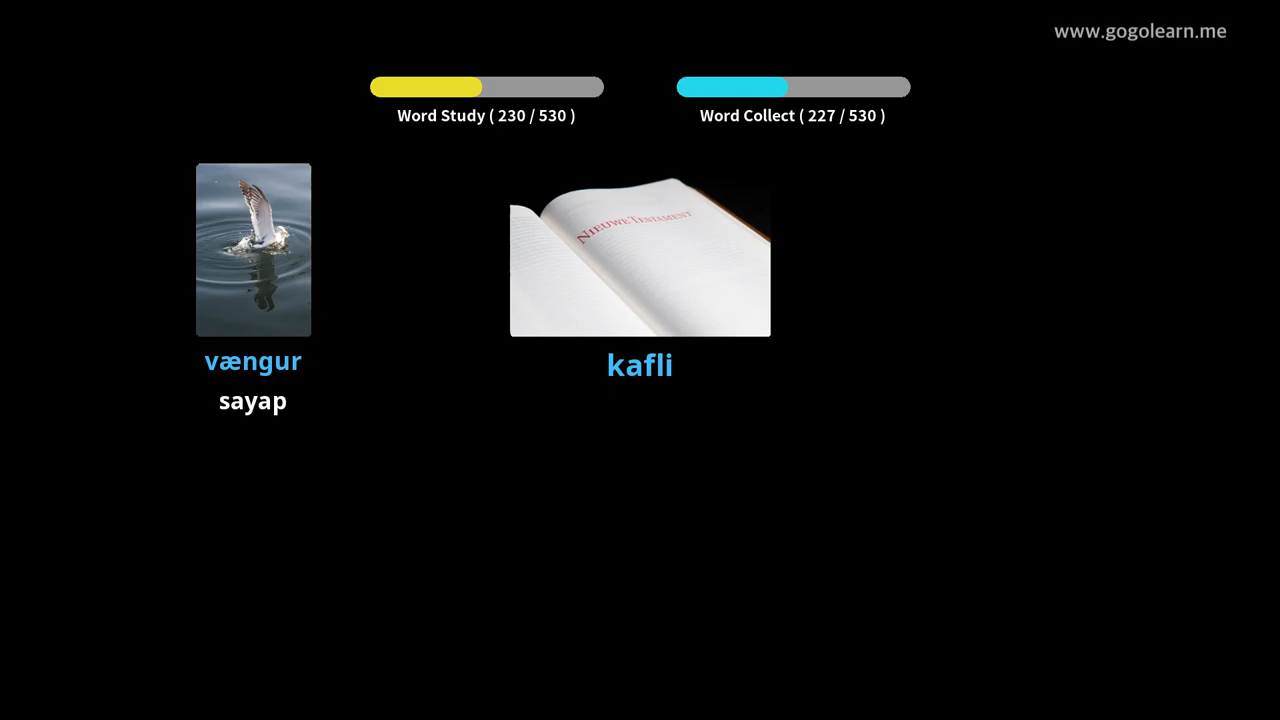 www.gogolearn.me
Word Study ( 230 / 530 )
Word Collect ( 227 / 530 )
NIEUWE TESTAMENT
vængur
kafli
sayap